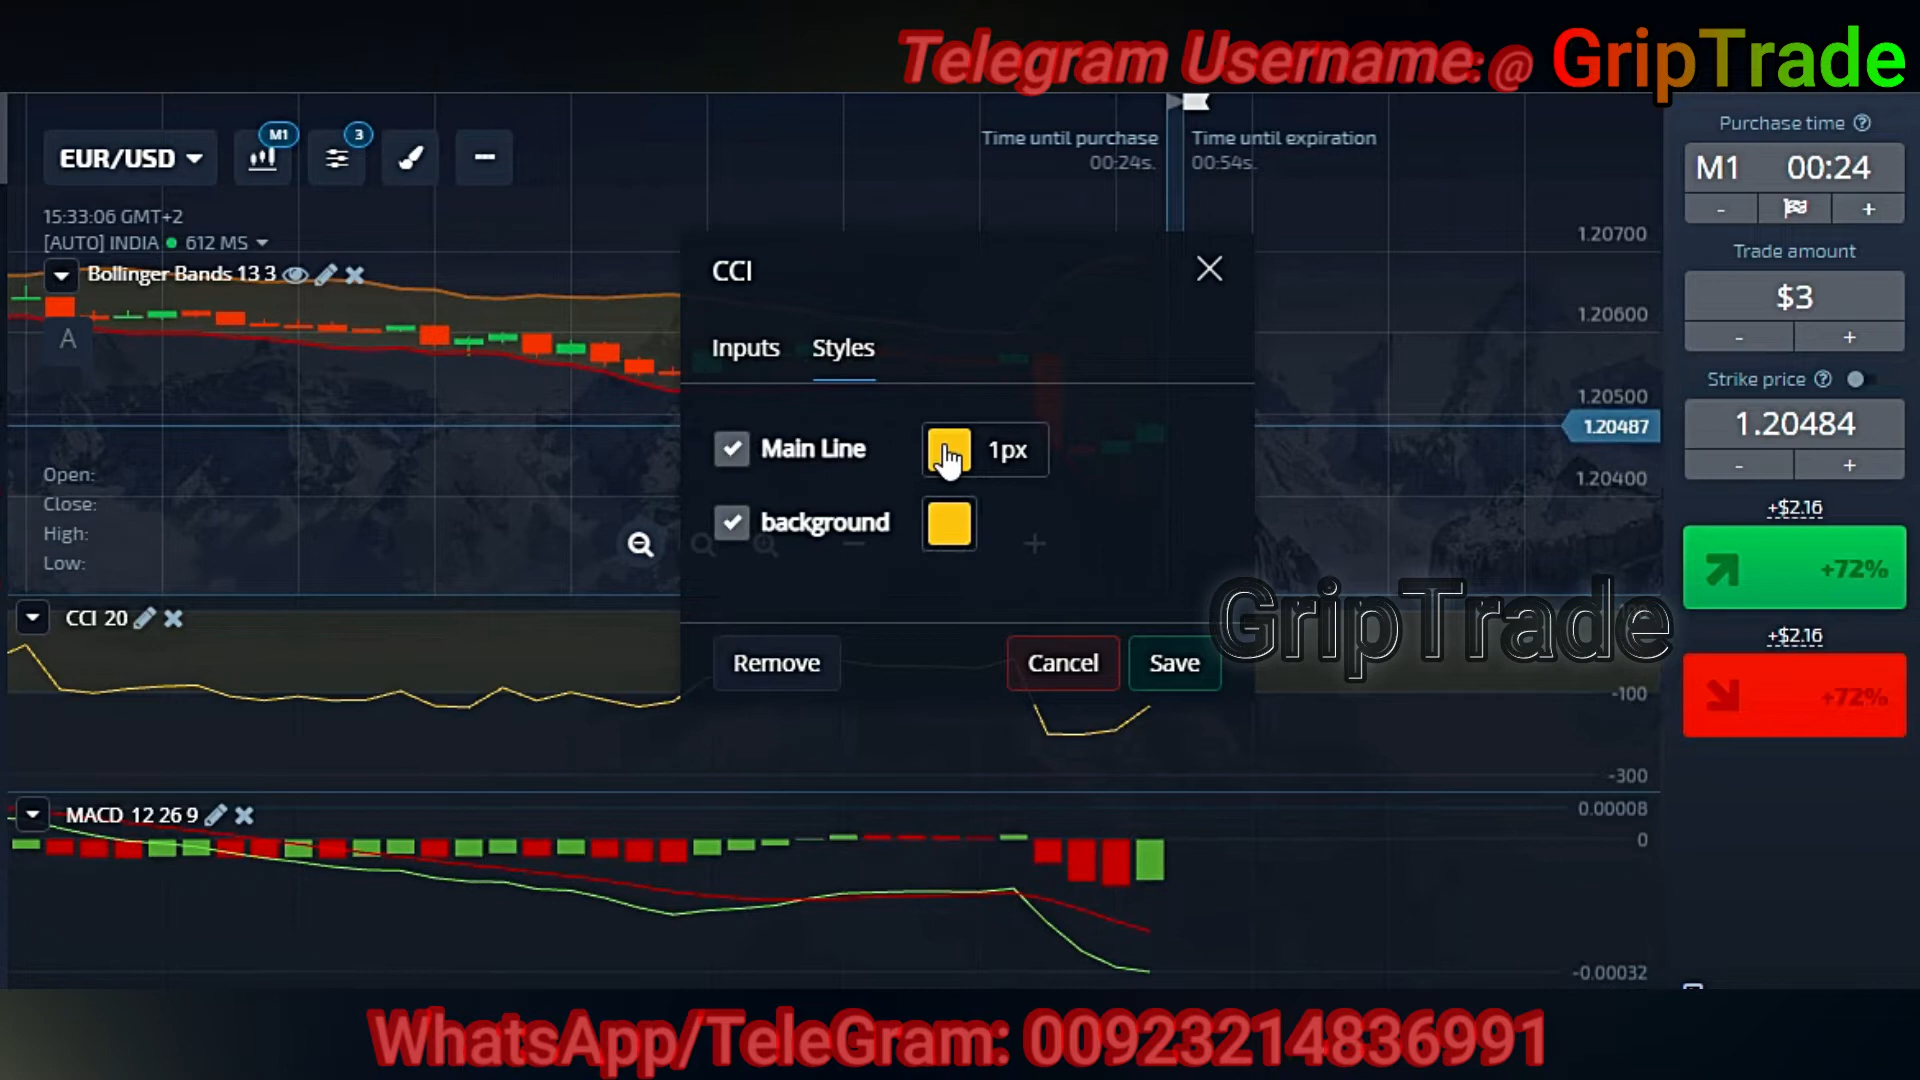 Telegram Username:@ GripTrade
EUR/USD
M1
3
Time until purchase
00:24s.
Time until expiration
00:54s.
15:33:06 GMT+2
[AUTO] INDIA 612 MS
Bollinger Bands 13 3
A
Open:
Close:
High:
Low:
CCI
Inputs
Styles
Main Line
1px
background
Remove
Cancel
Save
1.20700
1.20600
1.20500
1.20487
1.20400
CCI 20
-100
-300
MACD 12 26 9
0.00008
0
-0.00032
Purchase time
M1 00:24
- +
Trade amount
$3
- +
Strike price
1.20484
- +
+$2.16
+72%
+$2.16
+72%
GripTrade
WhatsApp/TeleGram: 00923214836991